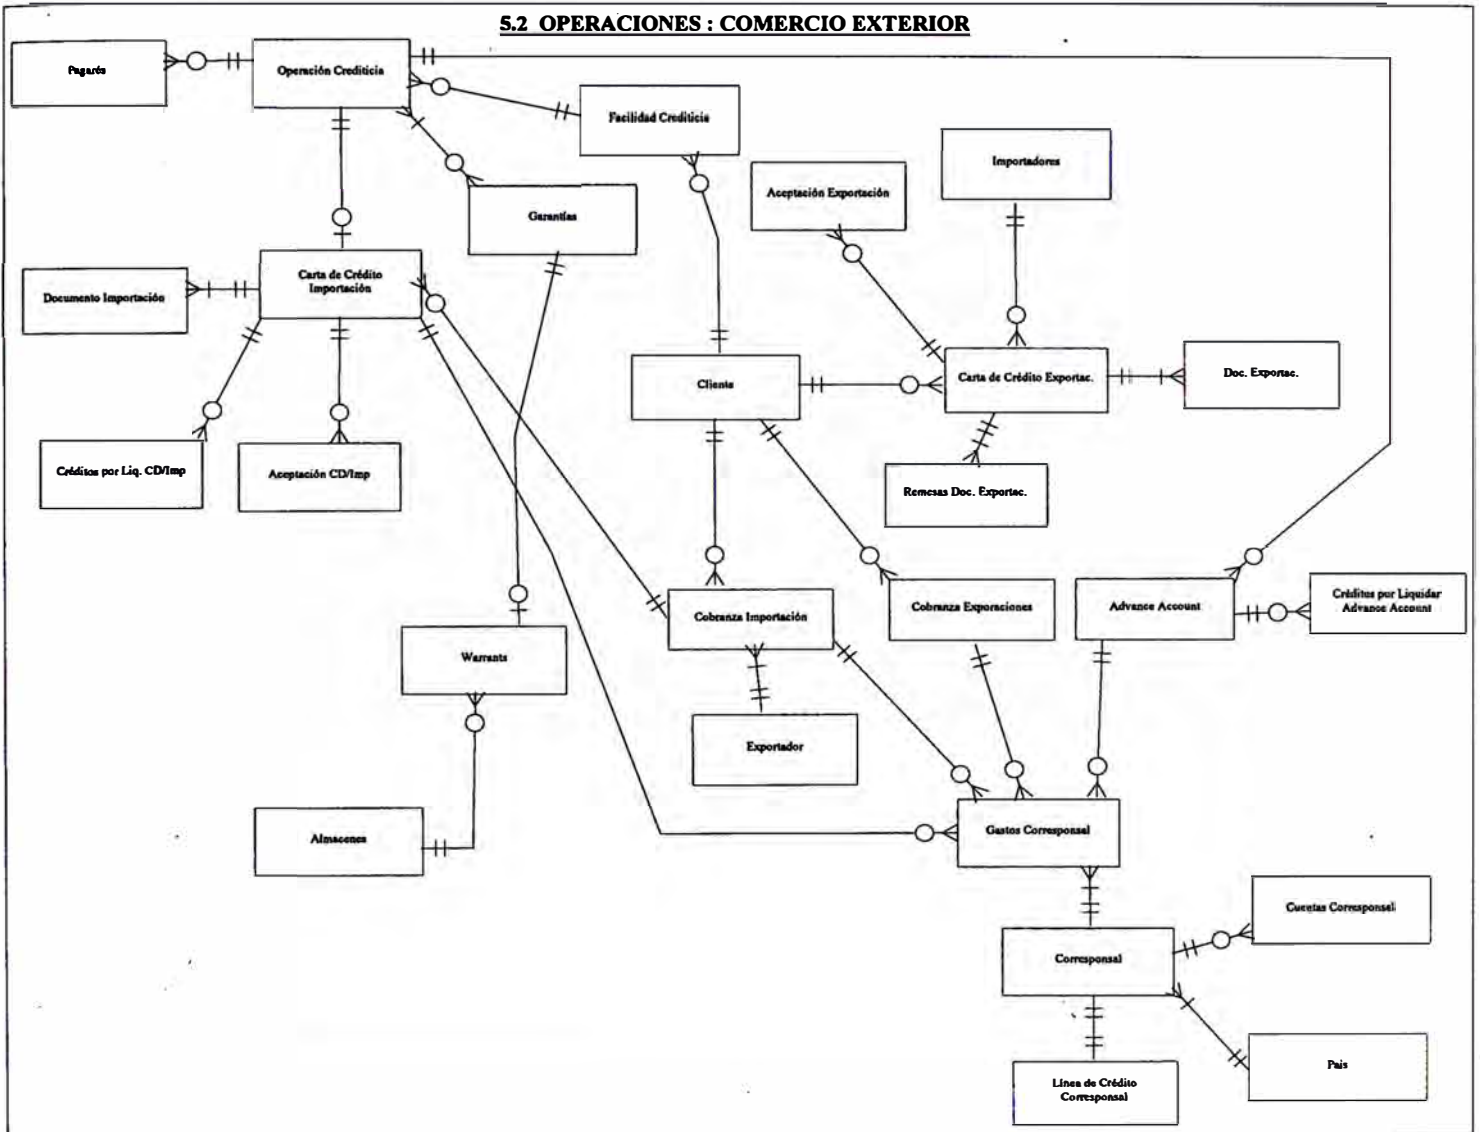 5.2 OPERACIONES : COMERCIO EXTERIOR
Pagarés
Operación Crediticia
Facilidad Crediticia
Importadores
Aceptación Exportación
Garantías
Carta de Crédito
Importación
Documento Importación
Cliente
Carta de Crédito Exportac.
Doc. Exportac.
Créditos por Liq. CD/Imp
Aceptación CD/Imp
Remesas Doc. Exportac.
Cobranza Importación
Cobranza Exporaciones
Advance Account
Créditos por Liquidar
Advance Account
Warrants
Exportador
Almacenes
Gastos Corresponsal
Cuentas Corresponsal
Corresponsal
Pais
Línea de Crédito
Corresponsal